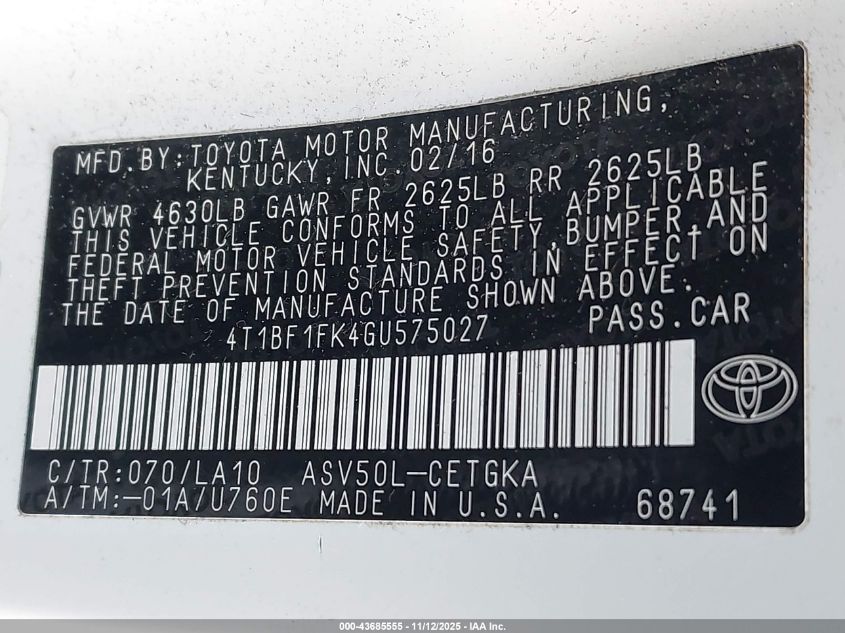 MFD.BY:TOYOTA MOTOR MANUFACTURING,
KENTUCKY,INC.02/16
GVWR 4630LB GAWR FR 2625LB RR 2625LB
THIS VEHICLE CONFORMS TO ALL APPLICABLE
FEDERAL MOTOR VEHICLE SAFETY,BUMPER,AND
THEFT PREVENTION STANDARDS IN EFFECT ON
THE DATE OF MANUFACTURE SHOWN ABOVE.
4T1BF1FK4GU575027 PASS.CAR
C/TR:070/LA10 ASV50L-CETGKA
A/TM:-01A/U760E MADE IN U.S.A. 68741
000-43685555 - 11/12/2025 - IAA Inc.